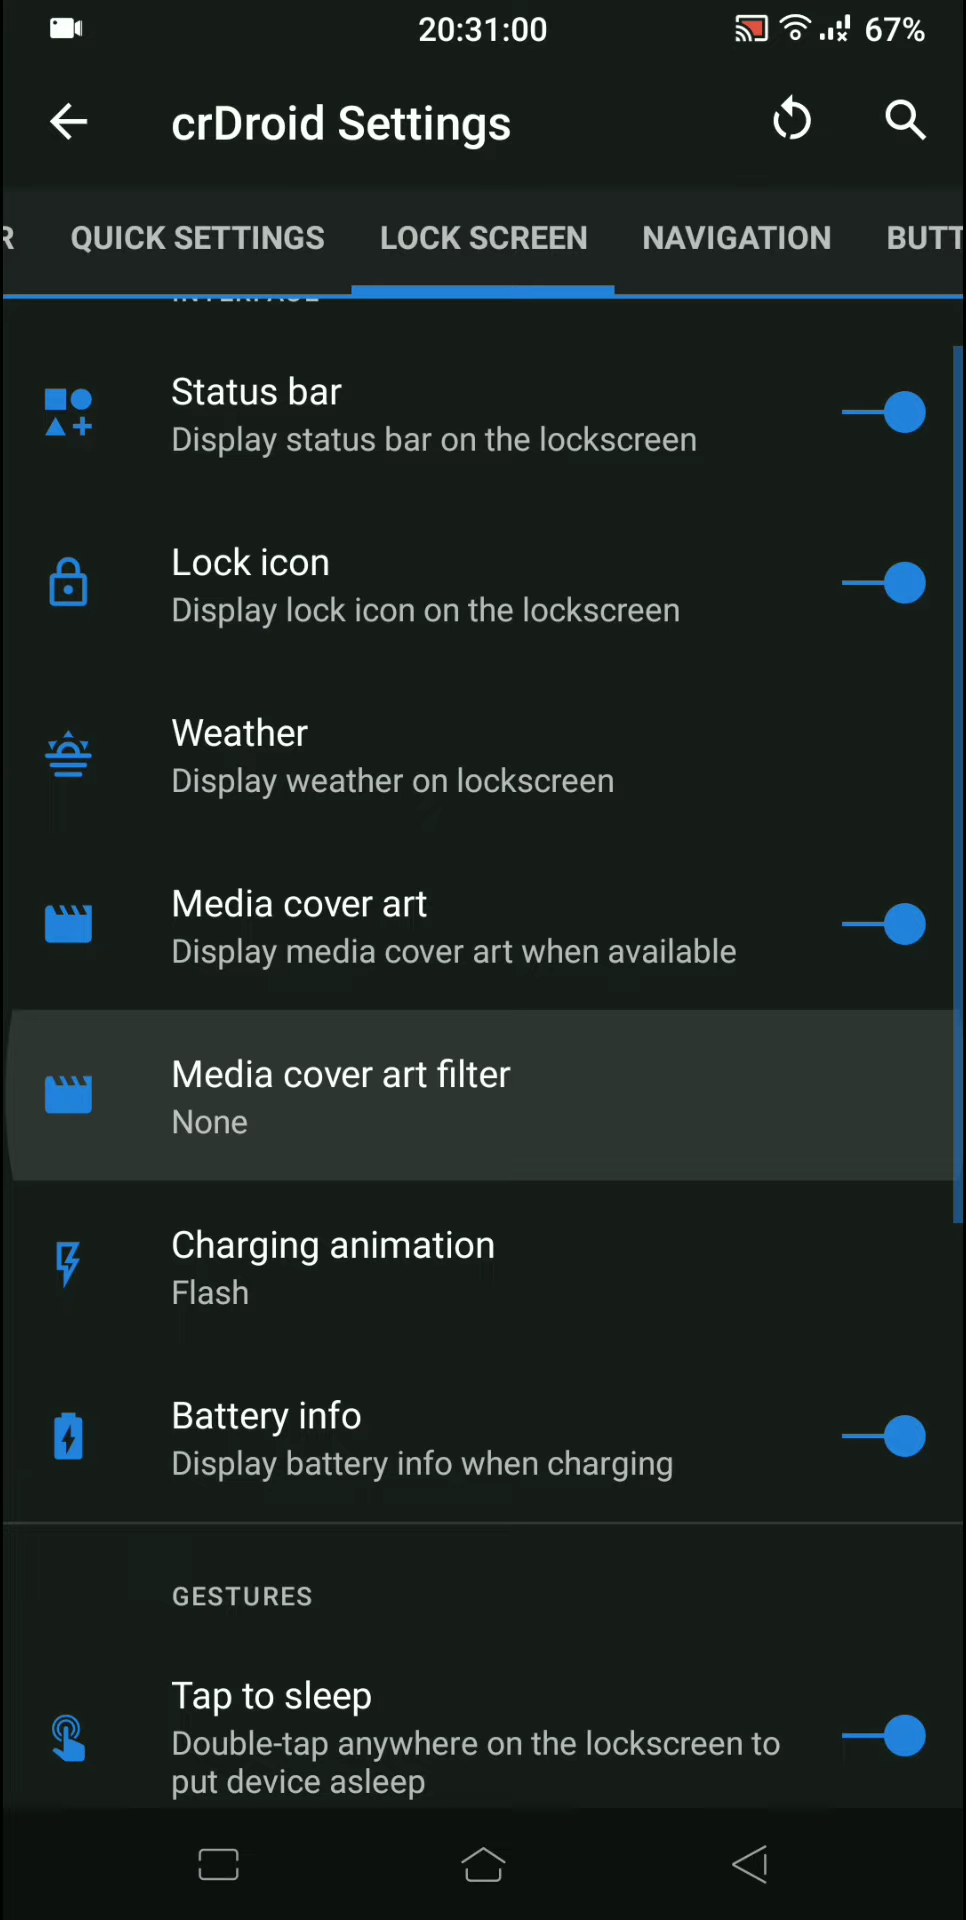 20:31:00
67%
crDroid Settings
R
QUICK SETTINGS
LOCK SCREEN
NAVIGATION
BUTT
INTERFACE
Status bar
Display status bar on the lockscreen
Lock icon
Display lock icon on the lockscreen
Weather
Display weather on lockscreen
Media cover art
Display media cover art when available
Media cover art filter
None
Charging animation
Flash
Battery info
Display battery info when charging
GESTURES
Tap to sleep
Double-tap anywhere on the lockscreen to
put device asleep